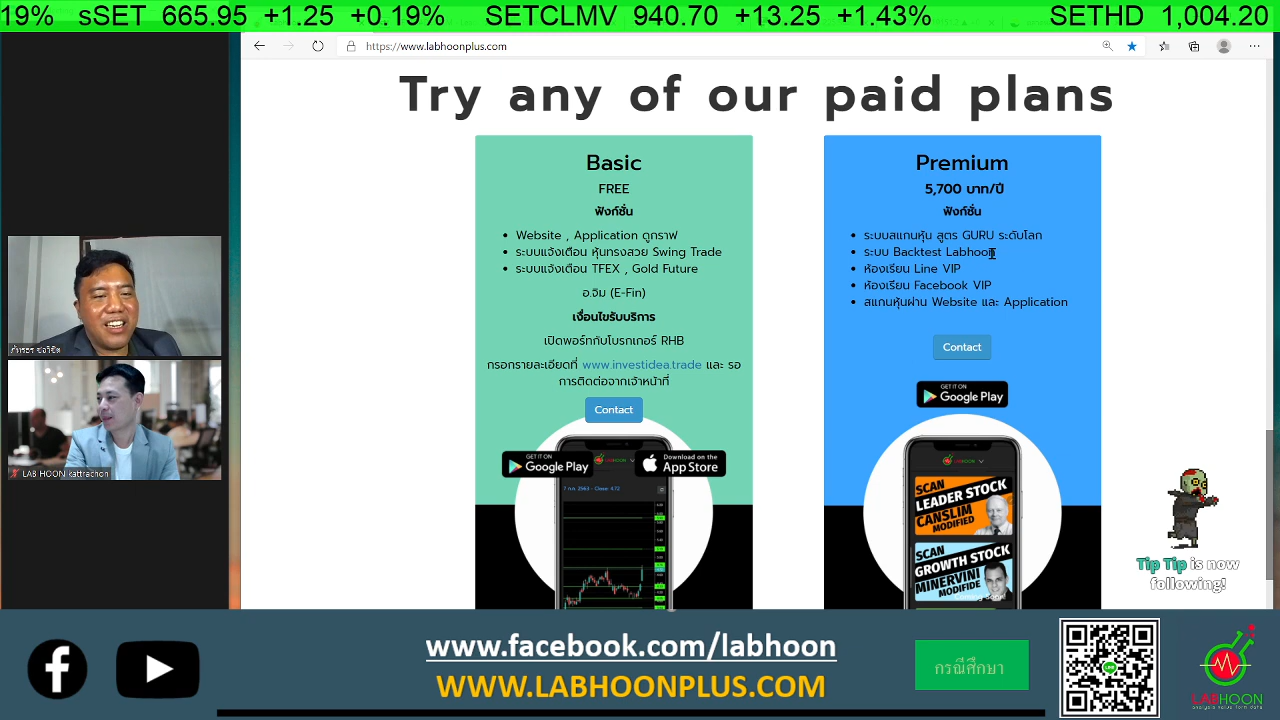 19% sSET 665.95 +1.25 +0.19% SETCLMV 940.70 +13.25 +1.43% SETHD 1,004.20
https://www.labhoonplus.com
Try any of our paid plans
Basic
FREE
ฟังก์ชั่น
Website , Application ดูกราฟ
ระบบแจ้งเตือน หุ้นทรงสวย Swing Trade
ระบบแจ้งเตือน TFEX , Gold Future
อ.จิม (E-Fin)
เงื่อนไขรับบริการ
เปิดพอร์ทกับโบรกเกอร์ RHB
กรอกรายละเอียดที่ www.investidea.trade และ รอ
การติดต่อจากเจ้าหน้าที่
Contact
GET IT ON
Google Play
Download on the
App Store
Premium
5,700 บาท/ปี
ฟังก์ชั่น
ระบบสแกนหุ้น สูตร GURU ระดับโลก
ระบบ Backtest Labhoon
ห้องเรียน Line VIP
ห้องเรียน Facebook VIP
สแกนหุ้นผ่าน Website และ Application
Contact
GET IT ON
Google Play
SCAN
LEADER STOCK
CANSLIM
MODIFIED
SCAN
GROWTH STOCK
MINERVINI
MODIFIDE
LAB HOON kattrachon
Tip Tip is now
following!
www.facebook.com/labhoon
WWW.LABHOONPLUS.COM
กรณีศึกษา
LINE
LABHOON
analysis value form data